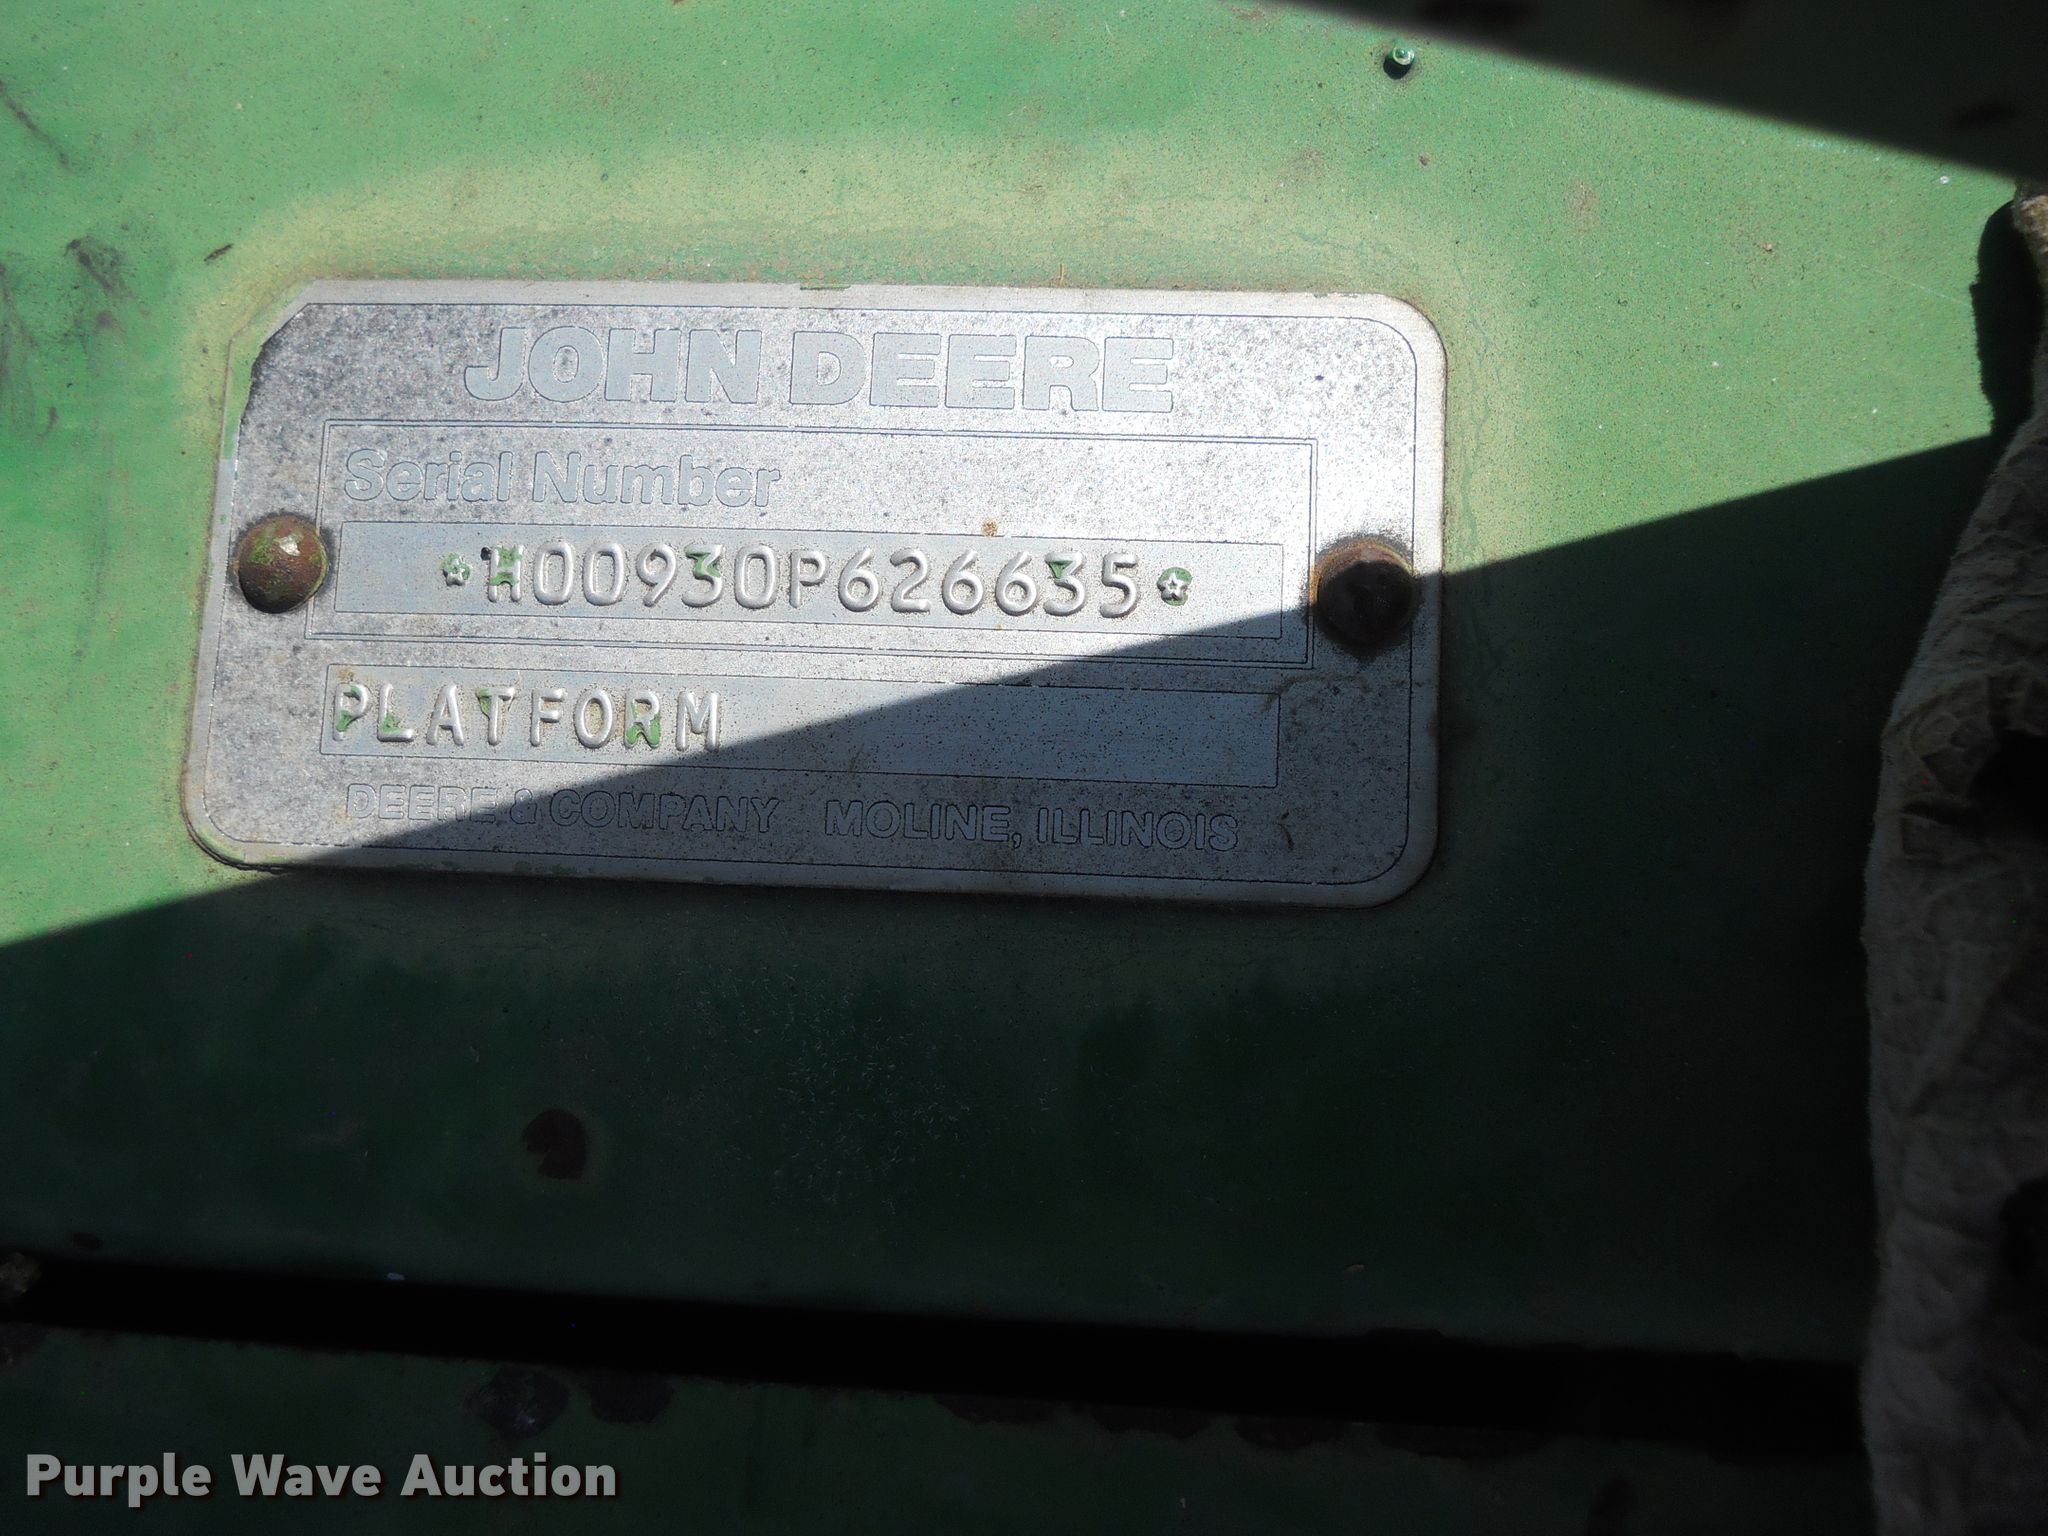 JOHN DEERE
Serial Number
*H00930P626635*
PLATFORM
DEERE & COMPANY MOLINE, ILLINOIS
Purple Wave Auction